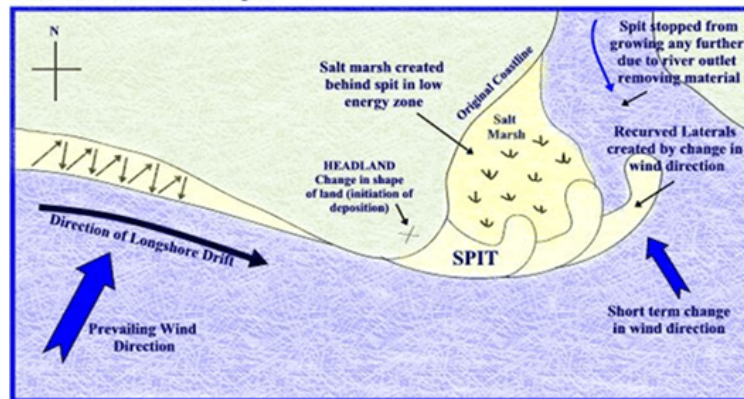 N
Salt marsh created
behind spit in low
energy zone
Original Coastline
Spit stopped from
growing any further
due to river outlet
removing material
Salt
Marsh
Recurved Laterals
created by change in
wind direction
HEADLAND
Change in shape
of land (initiation of
deposition)
Direction of Longshore Drift
SPIT
Prevailing Wind
Direction
Short term change
in wind direction